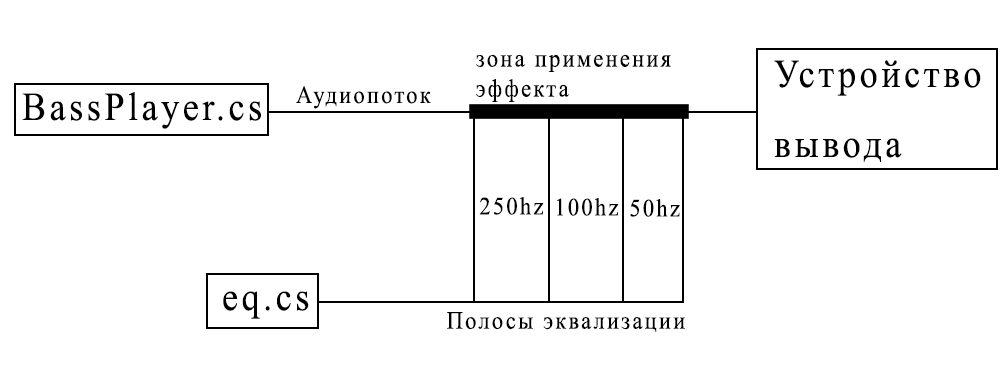 зона применения
эффекта
Устройство
вывода
BassPlayer.cs
Аудиопоток
250hz
100hz
50hz
eq.cs
Полосы эквализации